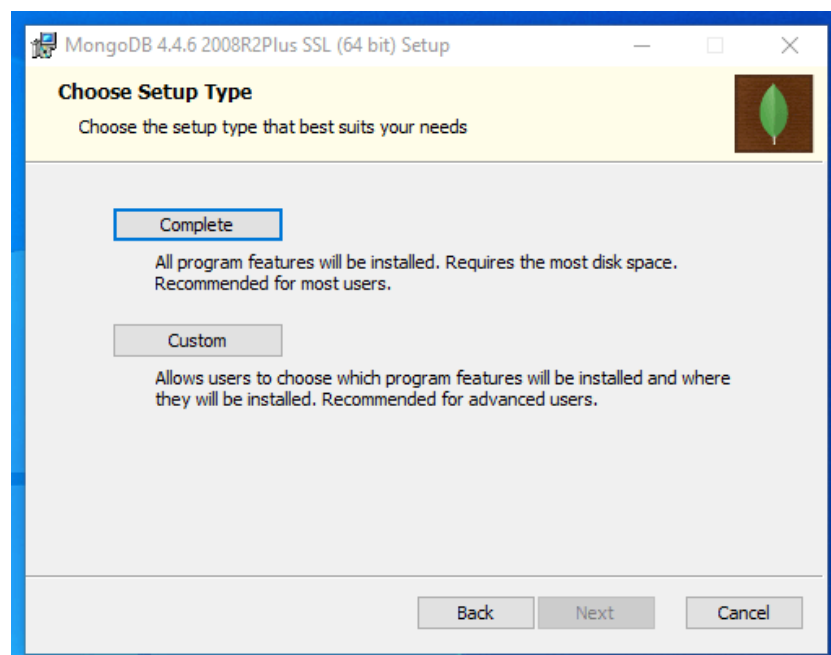 MongoDB 4.4.6 2008R2Plus SSL (64 bit) Setup
Choose Setup Type
Choose the setup type that best suits your needs
Complete
All program features will be installed. Requires the most disk space.
Recommended for most users.
Custom
Allows users to choose which program features will be installed and where
they will be installed. Recommended for advanced users.
Back
Next
Cancel